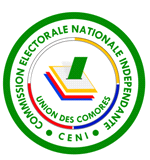 COMMISSION ELECTORALE NATIONALE INDEPENDANTE
UNION DES COMORES
• CENI •